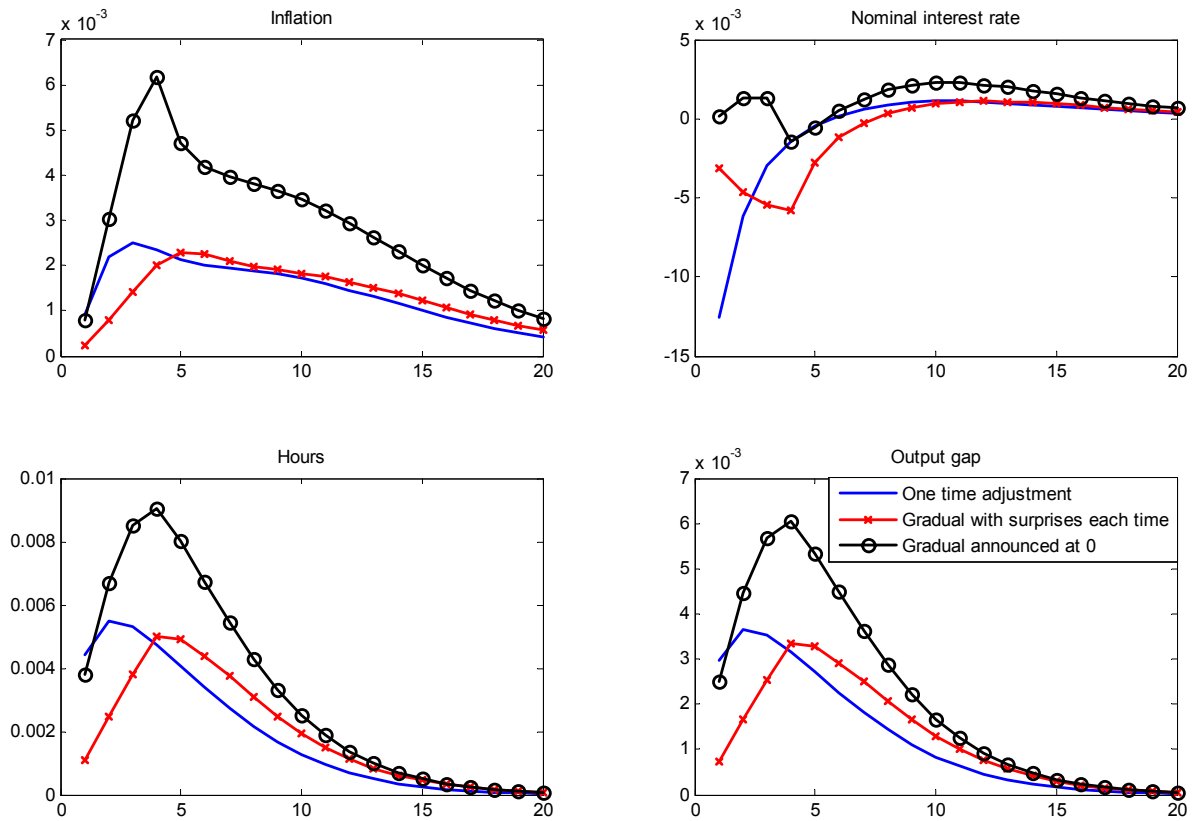 Inflation
x 10-3
7
6
5
4
3
2
1
0
0 5 10 15 20
Nominal interest rate
x 10-3
5
0
-5
-10
-15
0 5 10 15 20
Hours
0.01
0.008
0.006
0.004
0.002
0
0 5 10 15 20
Output gap
x 10-3
7
6
5
4
3
2
1
0
0 5 10 15 20
One time adjustment
Gradual with surprises each time
Gradual announced at 0